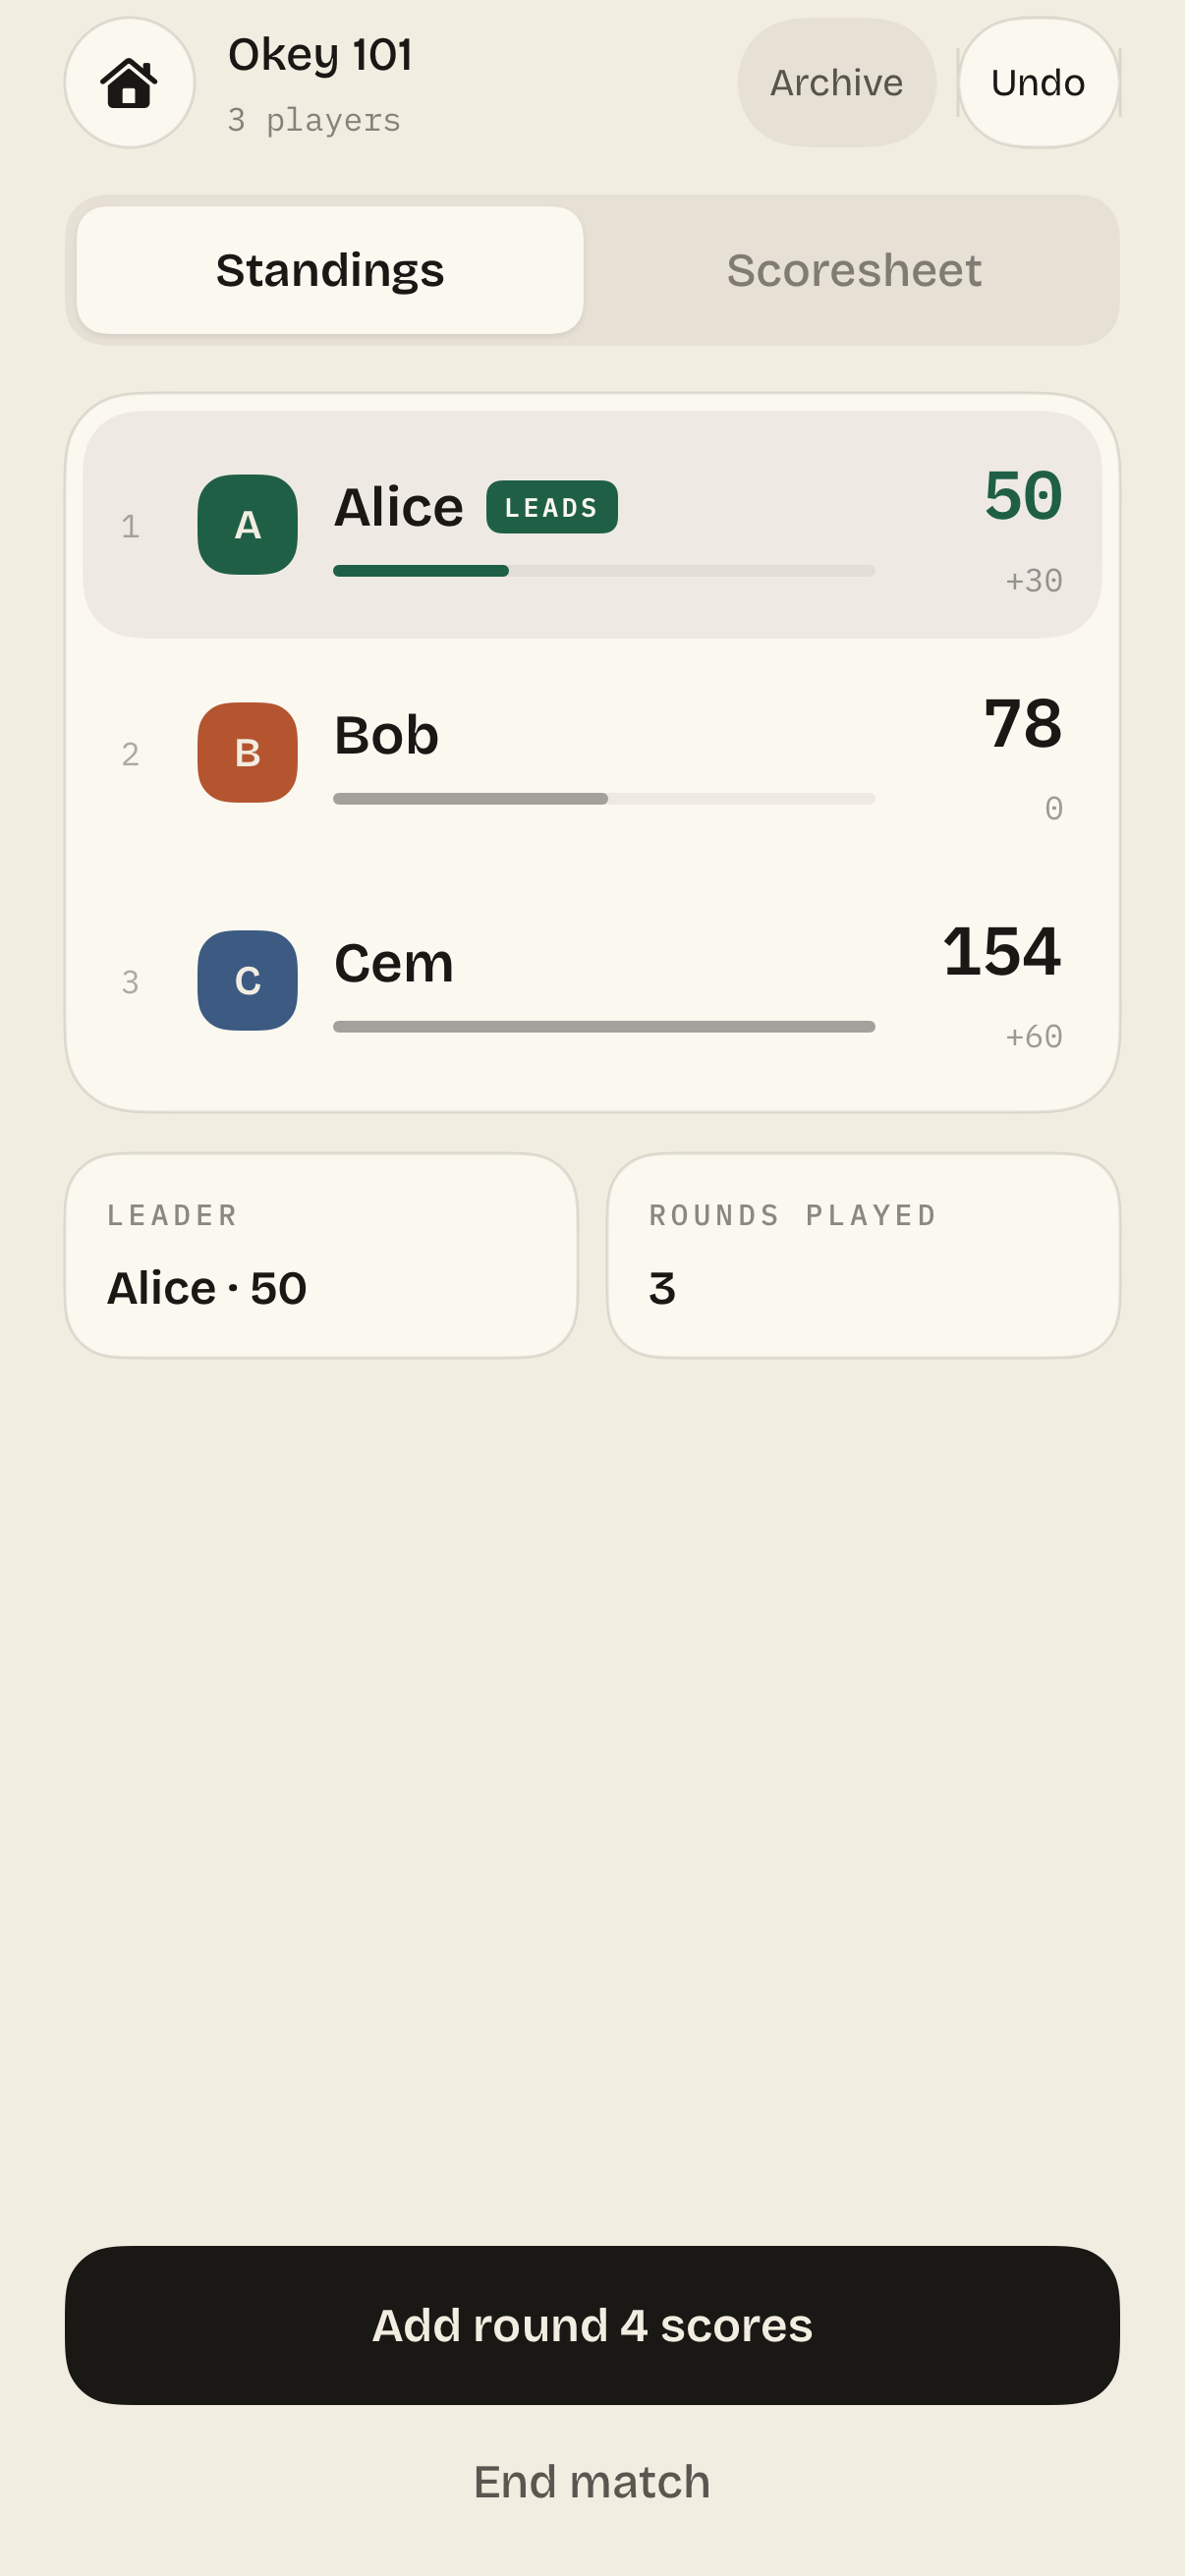 Okey 101
3 players
Archive
Undo
Standings
Scoresheet
1
A
Alice
LEADS
50
+30
2
B
Bob
78
0
3
C
Cem
154
+60
LEADER
Alice · 50
ROUNDS PLAYED
3
Add round 4 scores
End match